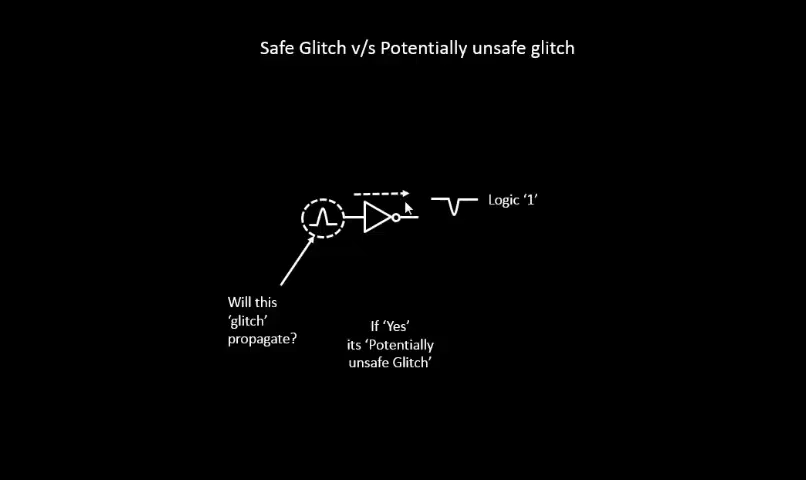 Safe Glitch v/s Potentially unsafe glitch
Logic ‘1’
Will this
‘glitch’
propagate?
If ‘Yes’
its ‘Potentially
unsafe Glitch’